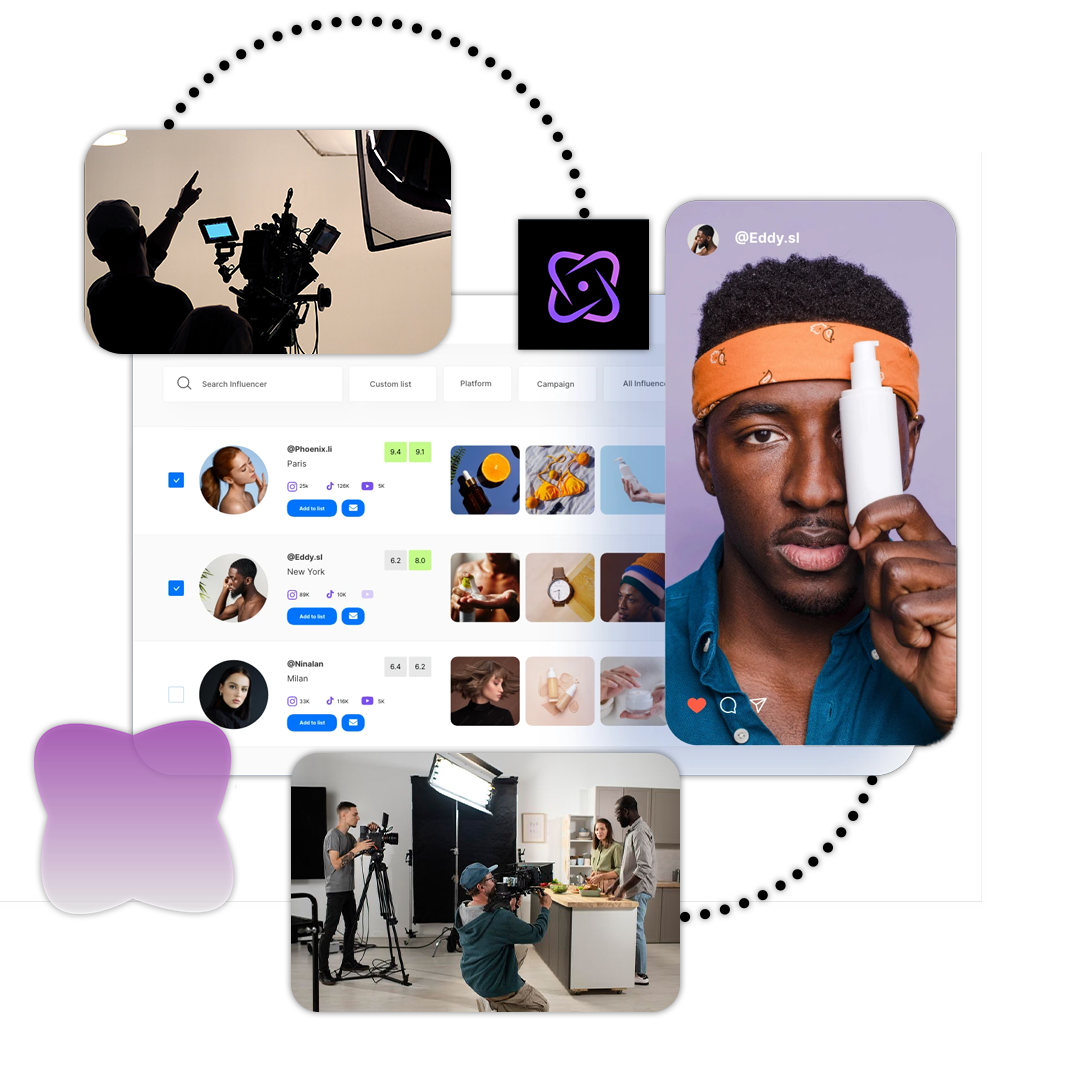 @Eddy.sl
Search Influencer
Custom list
Platform
Campaign
All Influenc
@Phoenix.li
Paris
9.4 9.1
25k 126K 5K
Add to list
@Eddy.sl
New York
6.2 8.0
89K 10K
Add to list
@Ninalan
Milan
6.4 6.2
33K 116K 5K
Add to list